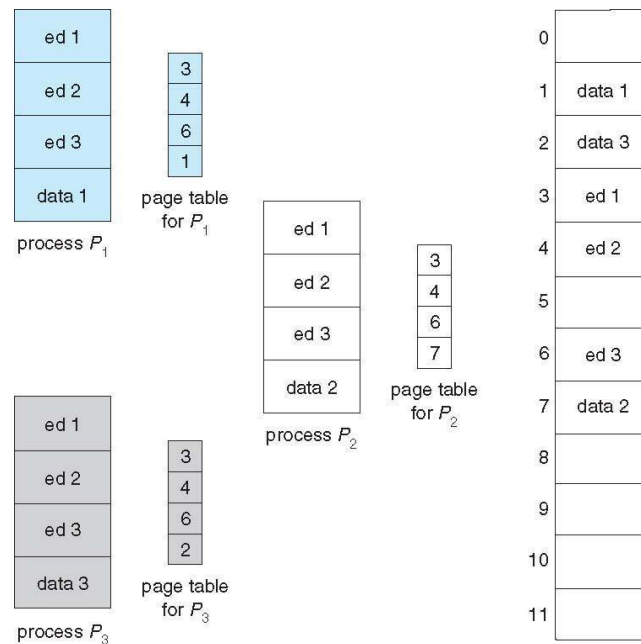 ed 1
ed 2
ed 3
data 1
process P1
3
4
6
1
page table
for P1
ed 1
ed 2
ed 3
data 2
process P2
3
4
6
7
page table
for P2
ed 1
ed 2
ed 3
data 3
process P3
3
4
6
2
page table
for P3
0
1 data 1
2 data 3
3 ed 1
4 ed 2
5
6 ed 3
7 data 2
8
9
10
11